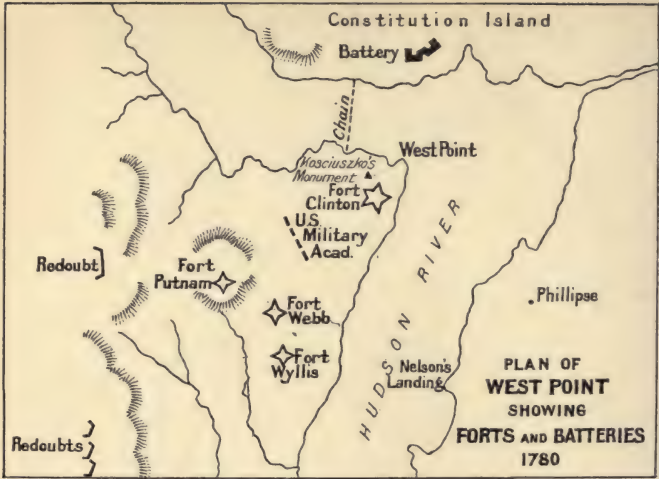 Constitution Island
Battery
Chain
West Point
Kosciuszko's
Monument
Fort
Clinton
U.S.
Military
Acad.
Redoubt
Fort
Putnam
Fort
Webb
Phillipse
Fort
Wyllis
HUDSON RIVER
Nelson's
Landing
Redoubts
PLAN OF
WEST POINT
SHOWING
FORTS AND BATTERIES
1780